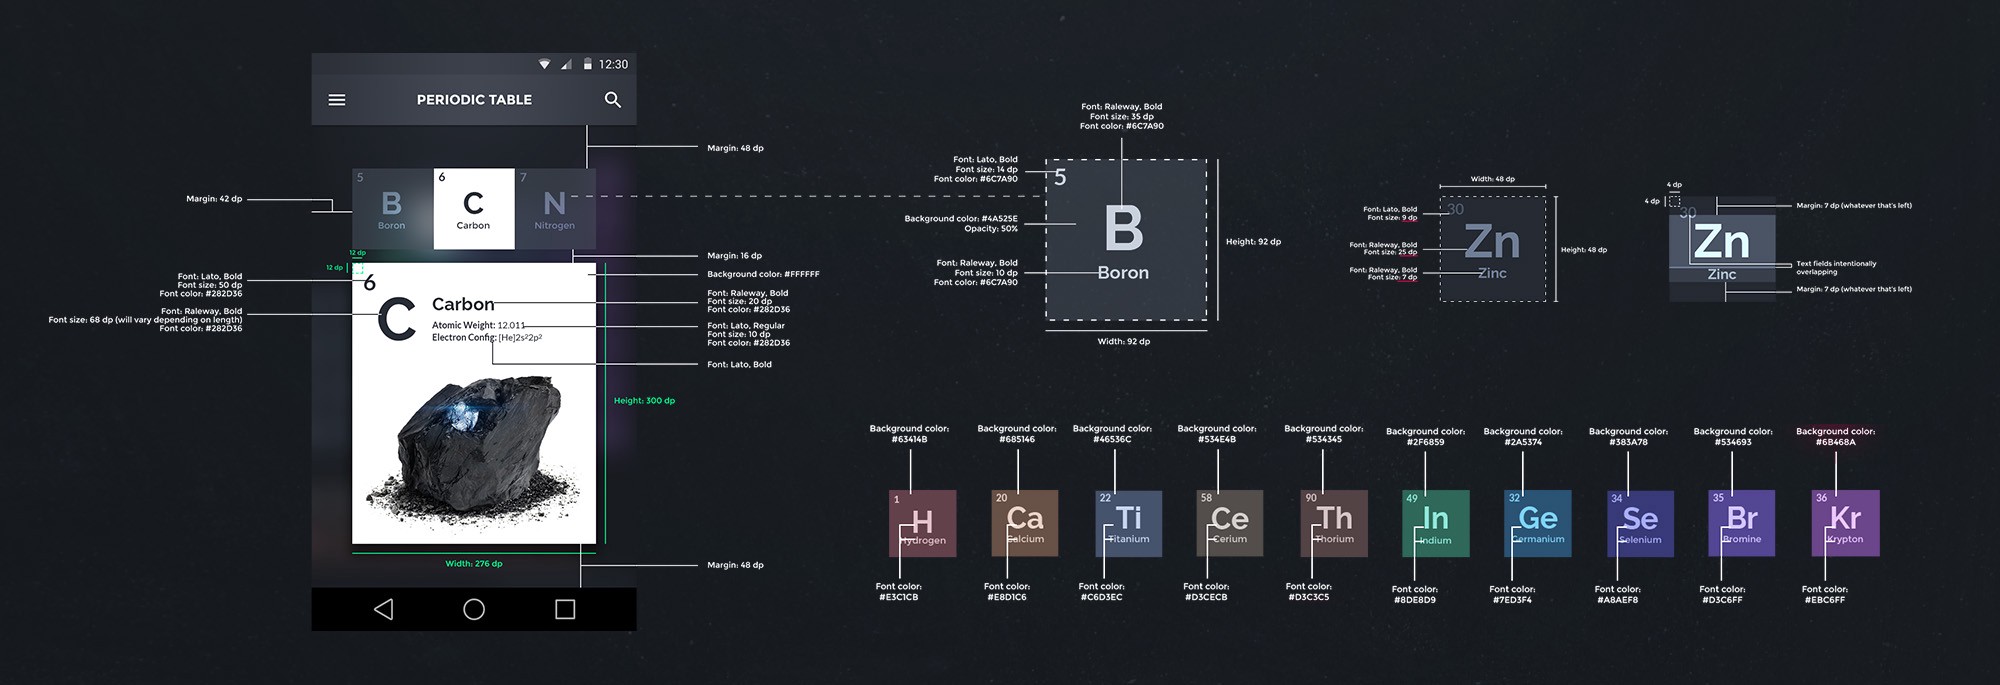 12:30
PERIODIC TABLE
Margin: 48 dp
5
B
Boron
6
C
Carbon
7
N
Nitrogen
Margin: 42 dp
12 dp
12 dp
Margin: 16 dp
Background color: #FFFFFF
6
C
Carbon
Atomic Weight: 12.011
Electron Config: [He]2s²2p²
Font: Lato, Bold
Font size: 50 dp
Font color: #282D36
Font: Raleway, Bold
Font size: 68 dp (will vary depending on length)
Font color: #282D36
Font: Raleway, Bold
Font size: 20 dp
Font color: #282D36
Font: Lato, Regular
Font size: 10 dp
Font color: #282D36
Font: Lato, Bold
Height: 300 dp
Width: 276 dp
Margin: 48 dp
Font: Raleway, Bold
Font size: 35 dp
Font color: #6C7A90
Font: Lato, Bold
Font size: 14 dp
Font color: #6C7A90
Background color: #4A525E
Opacity: 50%
Font: Raleway, Bold
Font size: 10 dp
Font color: #6C7A90
5
B
Boron
Height: 92 dp
Width: 92 dp
Width: 48 dp
Font: Lato, Bold
Font size: 9 dp
Font: Raleway, Bold
Font size: 25 dp
Font: Raleway, Bold
Font size: 7 dp
30
Zn
Zinc
Height: 48 dp
4 dp
4 dp
30
Zn
Zinc
Margin: 7 dp (whatever that's left)
Text fields intentionally
overlapping
Margin: 7 dp (whatever that's left)
Background color:
#63414B
1
H
Hydrogen
Font color:
#E3C1CB
Background color:
#685146
20
Ca
Calcium
Font color:
#E8D1C6
Background color:
#46536C
22
Ti
Titanium
Font color:
#C6D3EC
Background color:
#534E4B
58
Ce
Cerium
Font color:
#D3CECB
Background color:
#534345
90
Th
Thorium
Font color:
#D3C3C5
Background color:
#2F6859
49
In
Indium
Font color:
#8DE8D9
Background color:
#2A5374
32
Ge
Germanium
Font color:
#7ED3F4
Background color:
#383A78
34
Se
Selenium
Font color:
#A8AEF8
Background color:
#534693
35
Br
Bromine
Font color:
#D3C6FF
Background color:
#6B468A
36
Kr
Krypton
Font color:
#EBC6FF